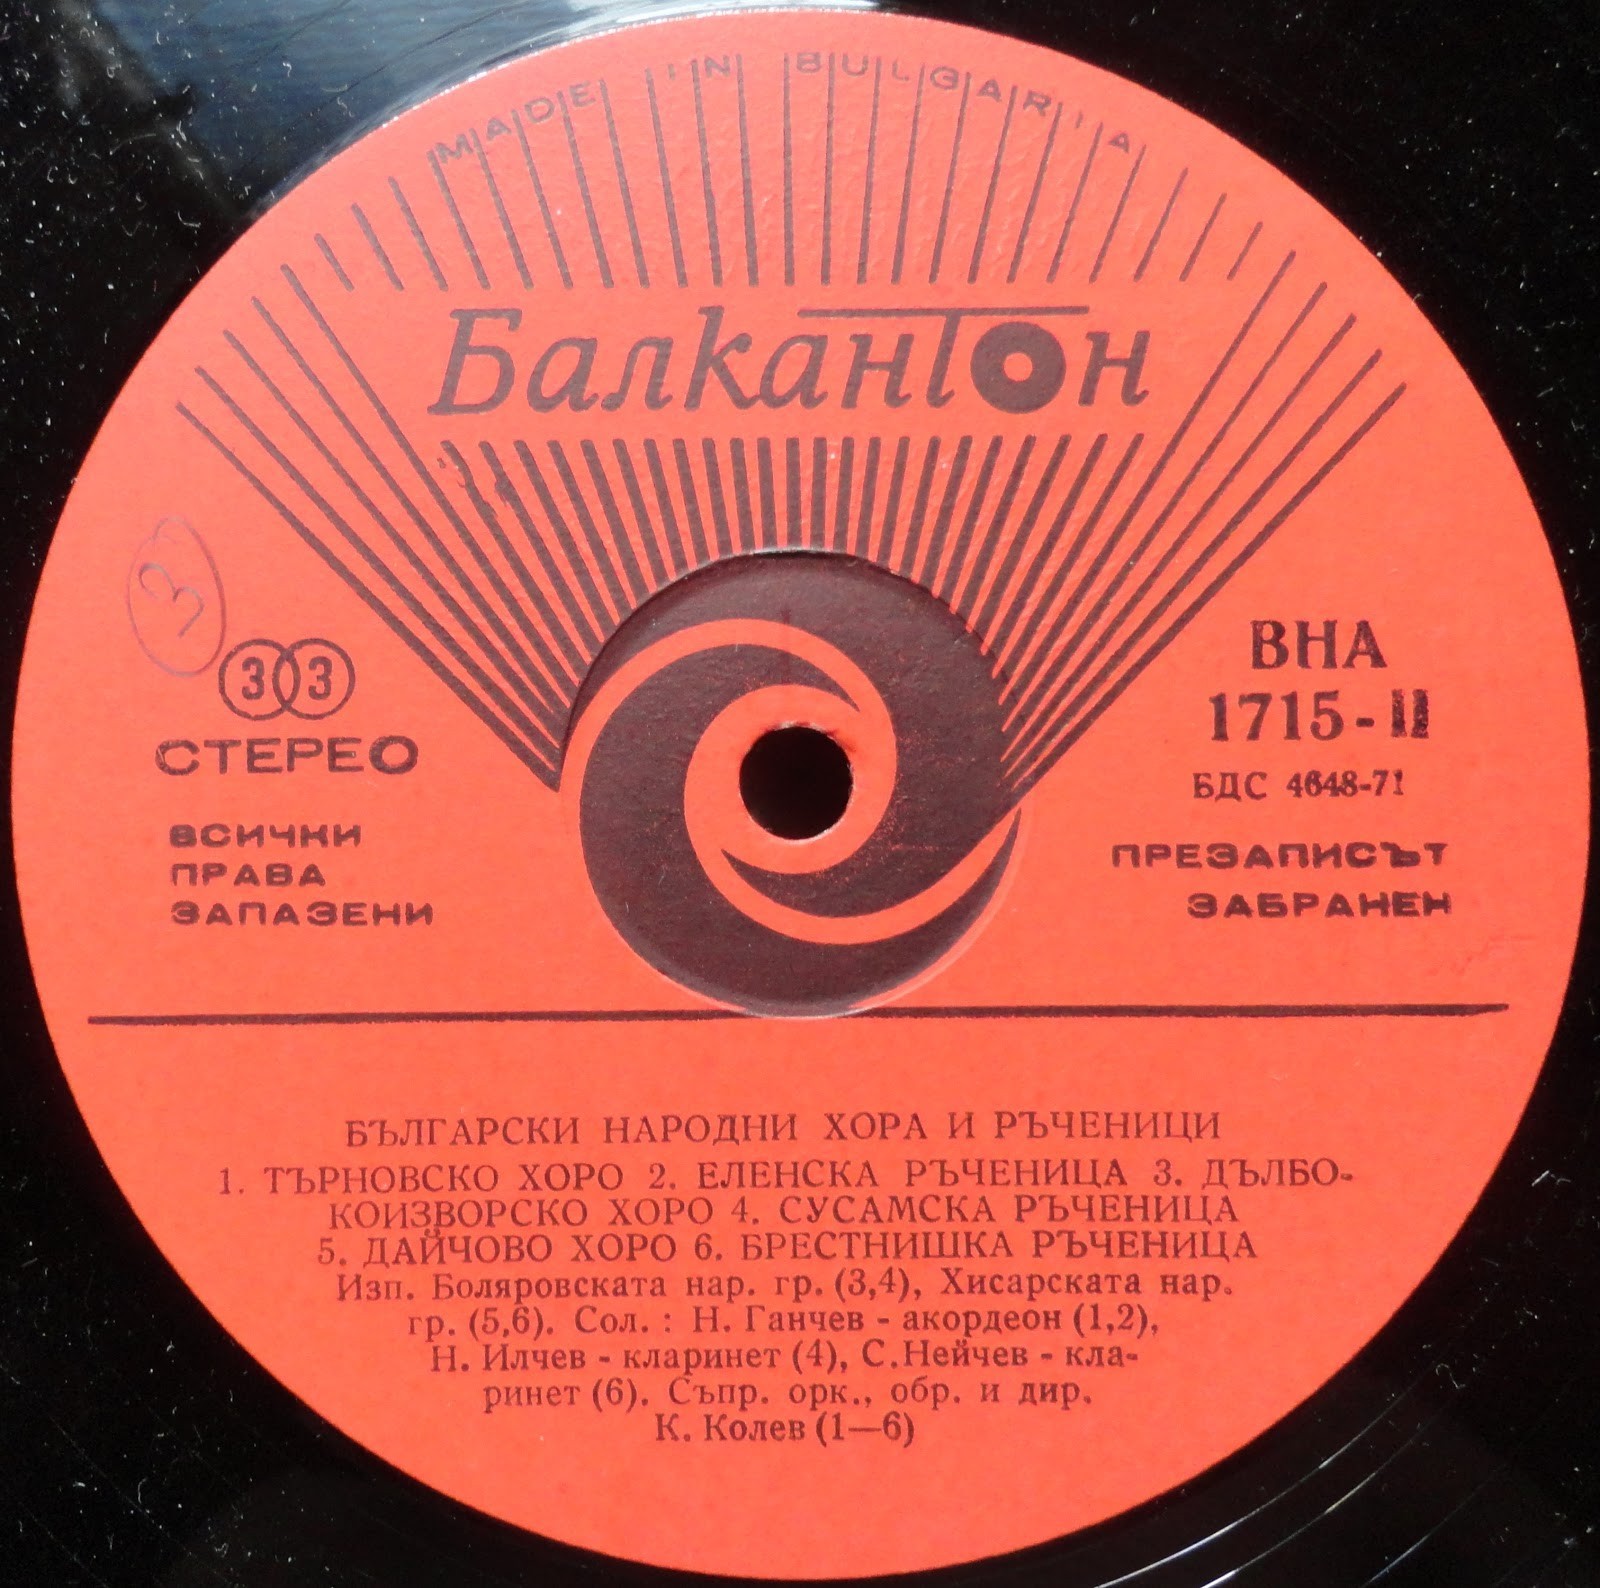 MADE IN BULGARIA
Балкантон
3
33
СТЕРЕО
ВСИЧКИ
ПРАВА
ЗАПАЗЕНИ
ВНА
1715-II
БДС 4648-71
ПРЕЗАПИСЪТ
ЗАБРАНЕН
БЪЛГАРСКИ НАРОДНИ ХОРА И РЪЧЕНИЦИ
1. ТЪРНОВСКО ХОРО 2. ЕЛЕНСКА РЪЧЕНИЦА 3. ДЪЛБО-
КОИЗВОРСКО ХОРО 4. СУСАМСКА РЪЧЕНИЦА
5. ДАЙЧОВО ХОРО 6. БРЕСТНИШКА РЪЧЕНИЦА
Изп. Боляровската нар. гр. (3,4), Хисарската нар.
гр. (5,6). Сол. : Н. Ганчев - акордеон (1,2),
Н. Илчев - кларинет (4), С.Нейчев - кла-
ринет (6). Съпр. орк., обр. и дир.
К. Колев (1—6)